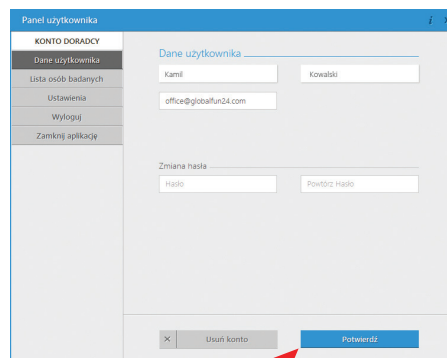 Panel użytkownika i ×
KONTO DORADCY
Dane użytkownika
Lista osób badanych
Ustawienia
Wyloguj
Zamknij aplikację
Dane użytkownika
Kamil Kowalski
office@globalfun24.com
Zmiana hasła
Hasło Powtórz Hasło
× Usuń konto Potwierdź